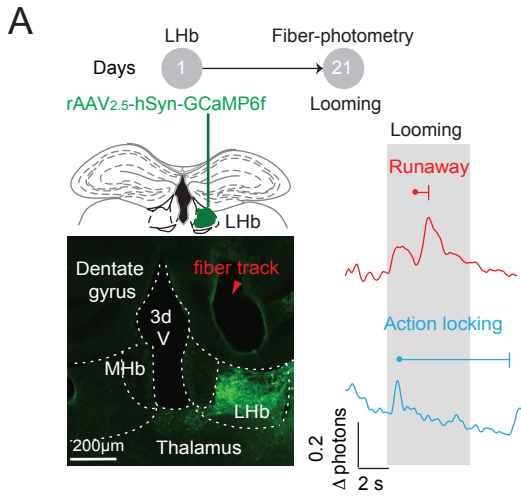 A
LHb
Fiber-photometry
Days
1
21
Looming
rAAV2.5-hSyn-GCaMP6f
LHb
Looming
Runaway
Dentate
gyrus
fiber track
3d
V
MHb
LHb
Thalamus
200μm
Action locking
0.2
Δ photons
2 s